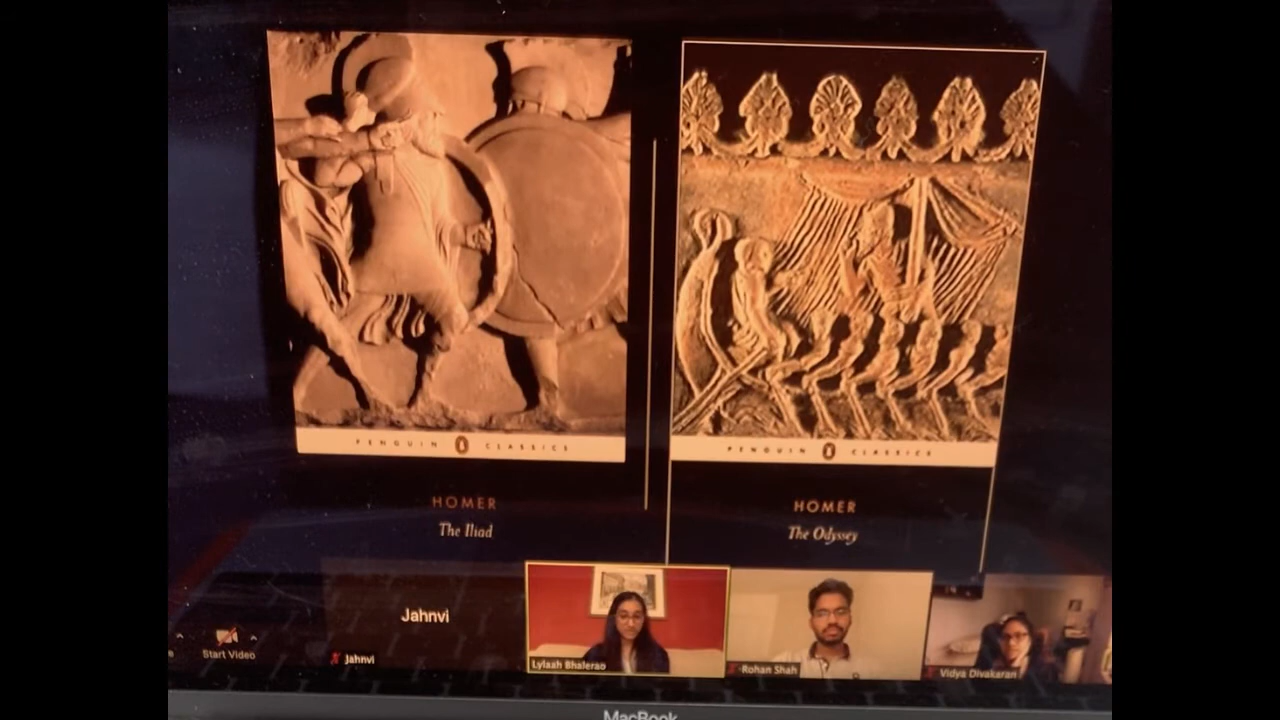 PENGUIN CLASSICS
HOMER
The Iliad
PENGUIN CLASSICS
HOMER
The Odyssey
Jahnvi
Start Video
Jahnvi
Lylaah Bhalerao
Rohan Shah
Vidya Divakaran
MacBook